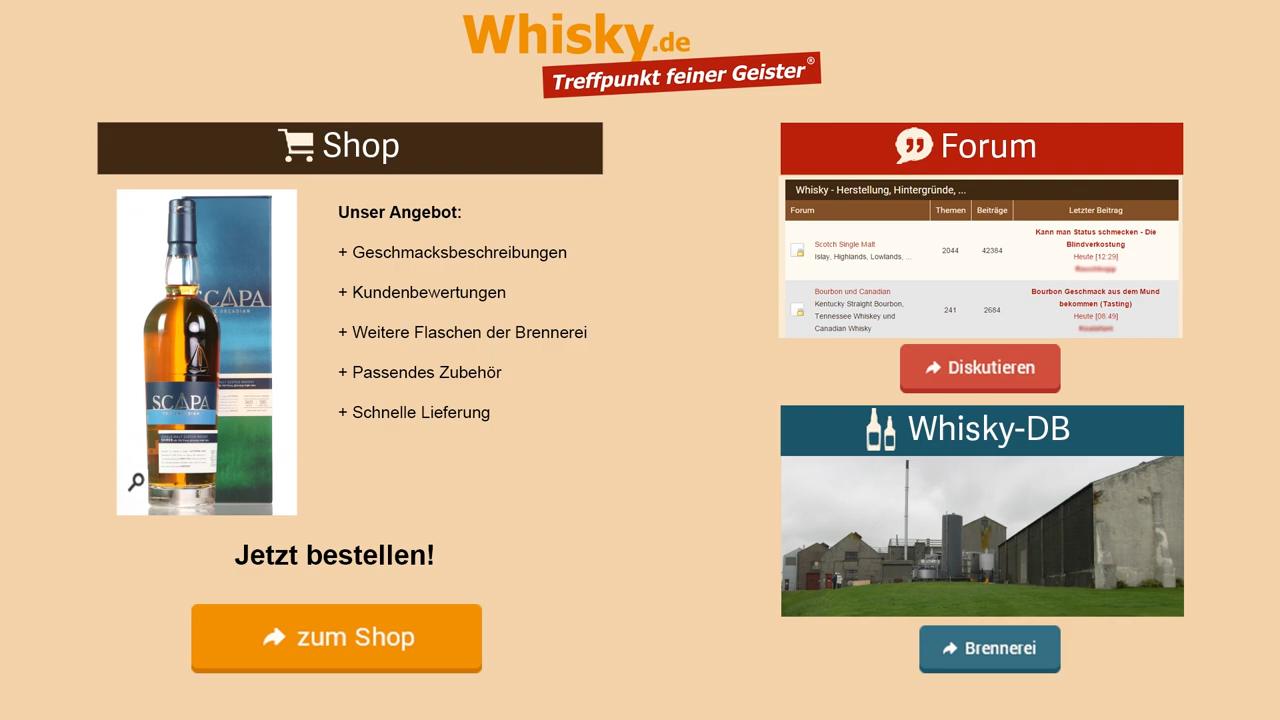 Whisky.de
Treffpunkt feiner Geister®
Shop
Unser Angebot:
+ Geschmacksbeschreibungen
+ Kundenbewertungen
+ Weitere Flaschen der Brennerei
+ Passendes Zubehör
+ Schnelle Lieferung
SCAPA
SCAPA
Jetzt bestellen!
zum Shop
Forum
Whisky - Herstellung, Hintergründe, ...
Forum Themen Beiträge Letzter Beitrag
Scotch Single Malt
Islay, Highlands, Lowlands, ...
2044 42384
Kann man Status schmecken - Die
Blindverkostung
Heute [12:29]
Bourbon und Canadian
Kentucky Straight Bourbon,
Tennessee Whiskey und
Canadian Whisky
241 2684
Bourbon Geschmack aus dem Mund
bekommen (Tasting)
Heute [08:49]
Diskutieren
Whisky-DB
Brennerei